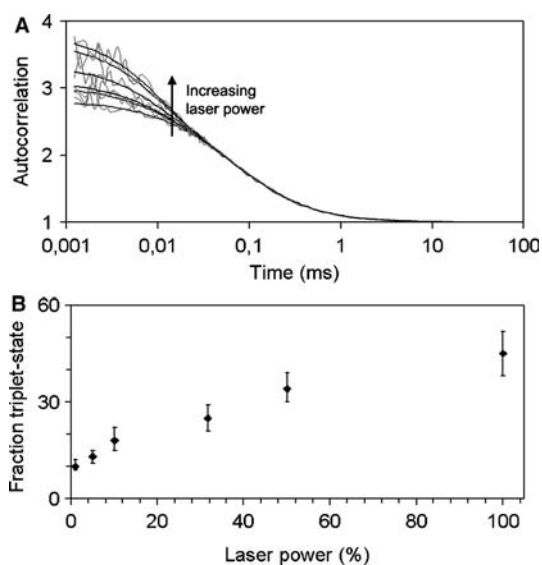 A
4
3
2
1
Autocorrelation
Increasing
laser power
0,001 0,01 0,1 1 10 100
Time (ms)
B
60
30
0
Fraction triplet-state
0 20 40 60 80 100
Laser power (%)